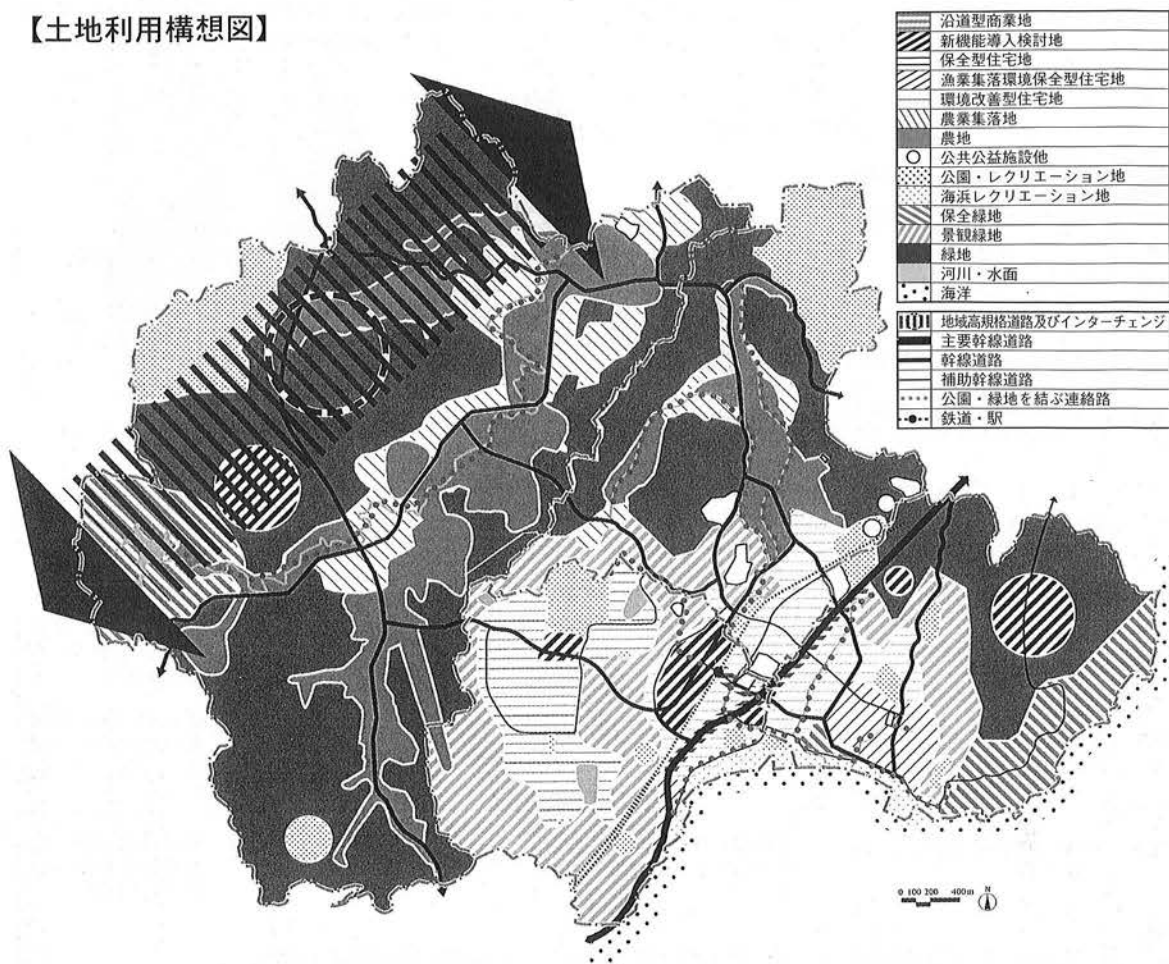 【土地利用構想図】
沿道型商業地
新機能導入検討地
保全型住宅地
漁業集落環境保全型住宅地
環境改善型住宅地
農業集落地
農地
公共公益施設他
公園・レクリエーション地
海浜レクリエーション地
保全緑地
景観緑地
緑地
河川・水面
海洋
地域高規格道路及びインターチェンジ
主要幹線道路
幹線道路
補助幹線道路
公園・緑地を結ぶ連絡路
鉄道・駅
0 100 200 400m N